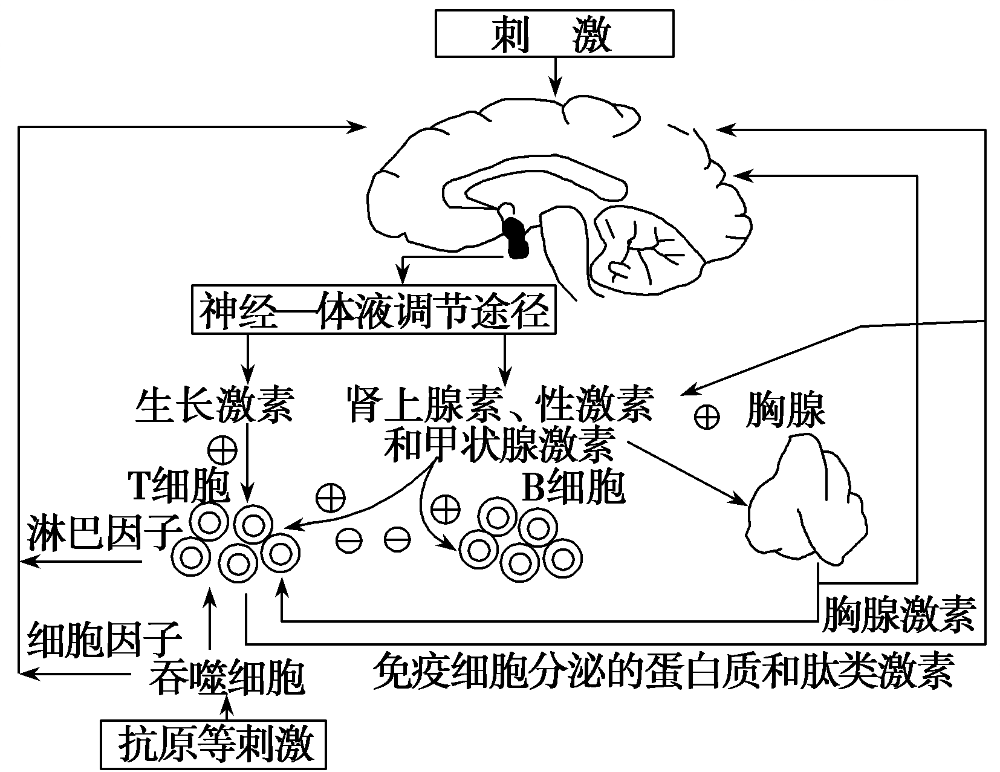 刺 激
神经—体液调节途径
生长激素
肾上腺素、性激素
和甲状腺激素
胸腺
T细胞
B细胞
淋巴因子
胸腺激素
细胞因子
吞噬细胞
免疫细胞分泌的蛋白质和肽类激素
抗原等刺激